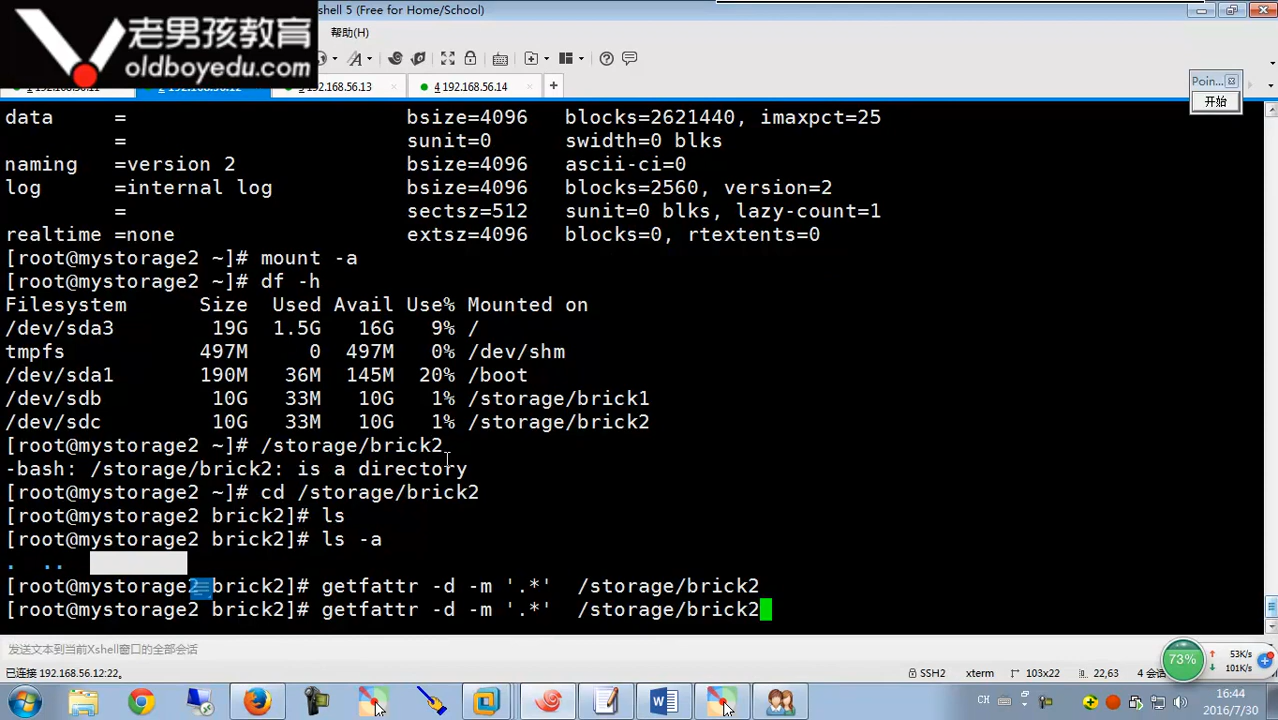 老男孩教育
oldboyedu.com
shell 5 (Free for Home/School)
帮助(H)
192.168.56.13
4 192.168.56.14
Poin...
开始
data = bsize=4096 blocks=2621440, imaxpct=25
= sunit=0 swidth=0 blks
naming =version 2 bsize=4096 ascii-ci=0
log =internal log bsize=4096 blocks=2560, version=2
= sectsz=512 sunit=0 blks, lazy-count=1
realtime =none extsz=4096 blocks=0, rtextents=0
[root@mystorage2 ~]# mount -a
[root@mystorage2 ~]# df -h
Filesystem Size Used Avail Use% Mounted on
/dev/sda3 19G 1.5G 16G 9% /
tmpfs 497M 0 497M 0% /dev/shm
/dev/sda1 190M 36M 145M 20% /boot
/dev/sdb 10G 33M 10G 1% /storage/brick1
/dev/sdc 10G 33M 10G 1% /storage/brick2
[root@mystorage2 ~]# /storage/brick2
-bash: /storage/brick2: is a directory
[root@mystorage2 ~]# cd /storage/brick2
[root@mystorage2 brick2]# ls
[root@mystorage2 brick2]# ls -a
. ..
[root@mystorage2 brick2]# getfattr -d -m '.*' /storage/brick2
[root@mystorage2 brick2]# getfattr -d -m '.*' /storage/brick2
发送文本到当前Xshell窗口的全部会话
已连接 192.168.56.12:22。
SSH2
xterm
103x22
22,63
4 会话
73%
53K/s
101K/s
CH
16:44
2016/7/30